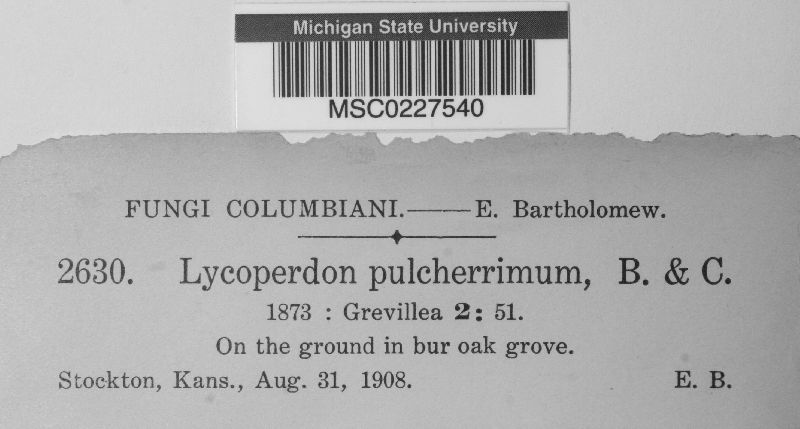 Michigan State University
MSC0227540
FUNGI COLUMBIANI.——E. Bartholomew.
2630. Lycoperdon pulcherrimum, B. & C.
1873 : Grevillea 2: 51.
On the ground in bur oak grove.
Stockton, Kans., Aug. 31, 1908. E. B.